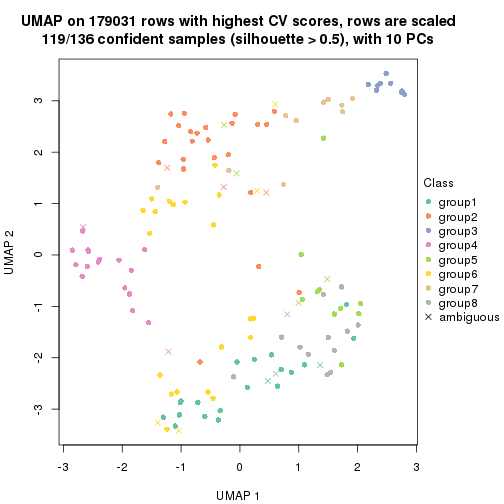 UMAP on 179031 rows with highest CV scores, rows are scaled
119/136 confident samples (silhouette > 0.5), with 10 PCs
3
2
1
0
-1
-2
-3
UMAP 2
-3 -2 -1 0 1 2 3
UMAP 1
Class
group1
group2
group3
group4
group5
group6
group7
group8
ambiguous